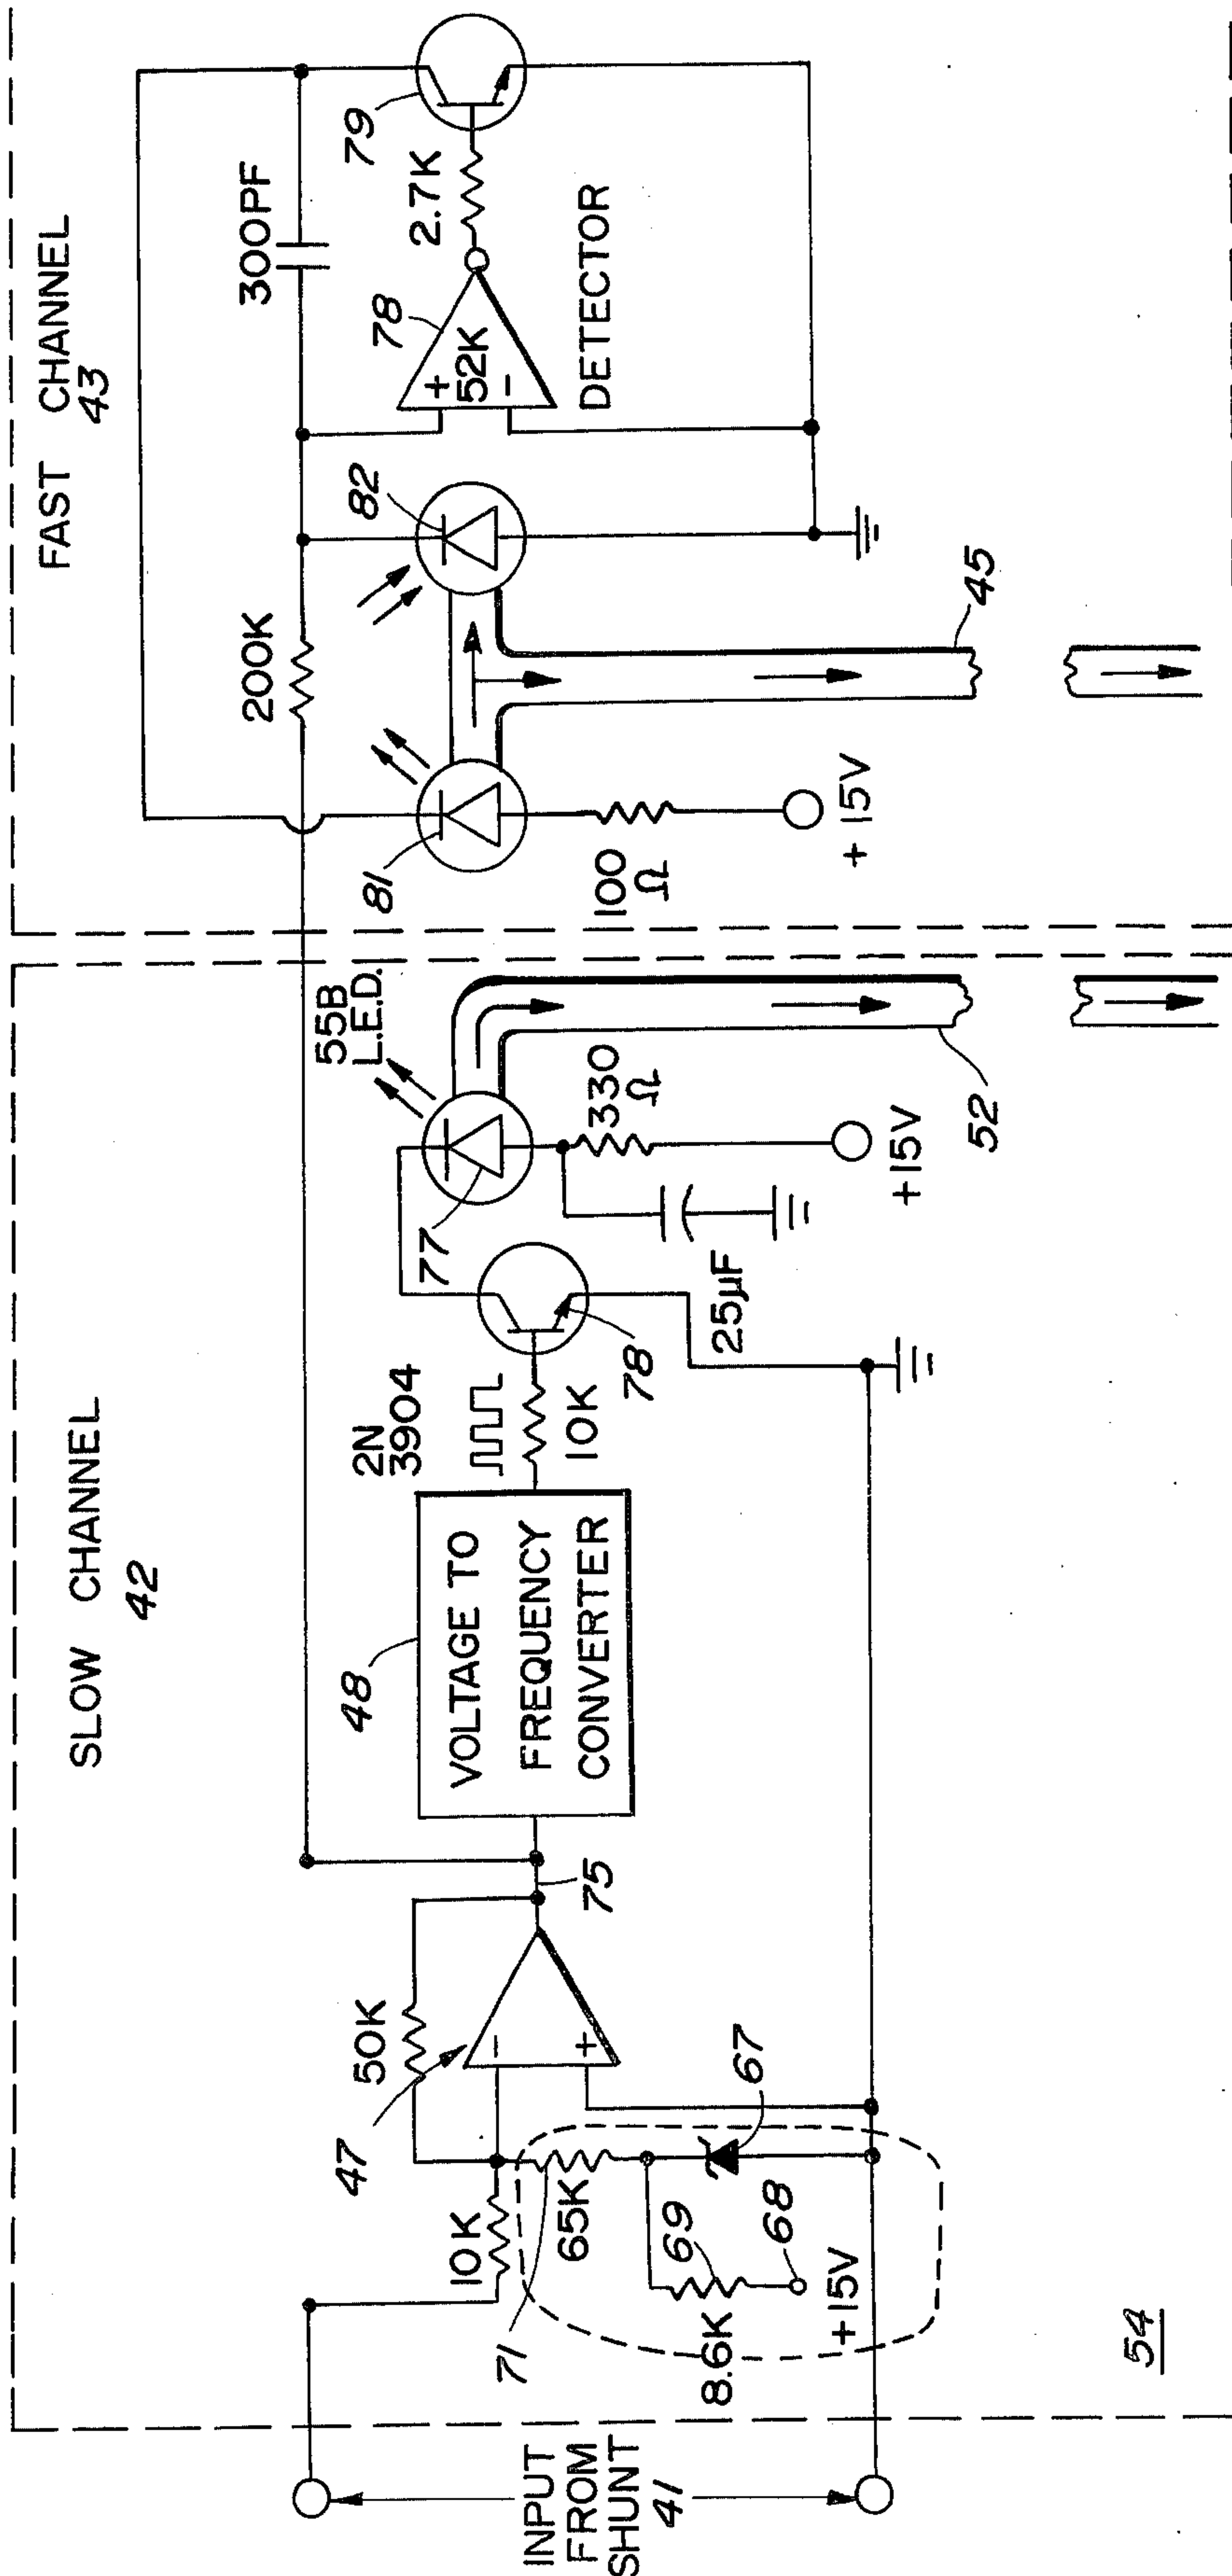 SLOW CHANNEL
42
FAST CHANNEL
43
INPUT
FROM
SHUNT
41
10K
47
50K
71
65K
69
8.6K
68
+15V
67
75
48
VOLTAGE TO
FREQUENCY
CONVERTER
2N
3904
10K
78
77
55B
L.E.D.
25µF
330
Ω
+15V
52
81
100
Ω
+15V
200K
82
45
300PF
78
+
52K
-
DETECTOR
2.7K
79
-
+
54